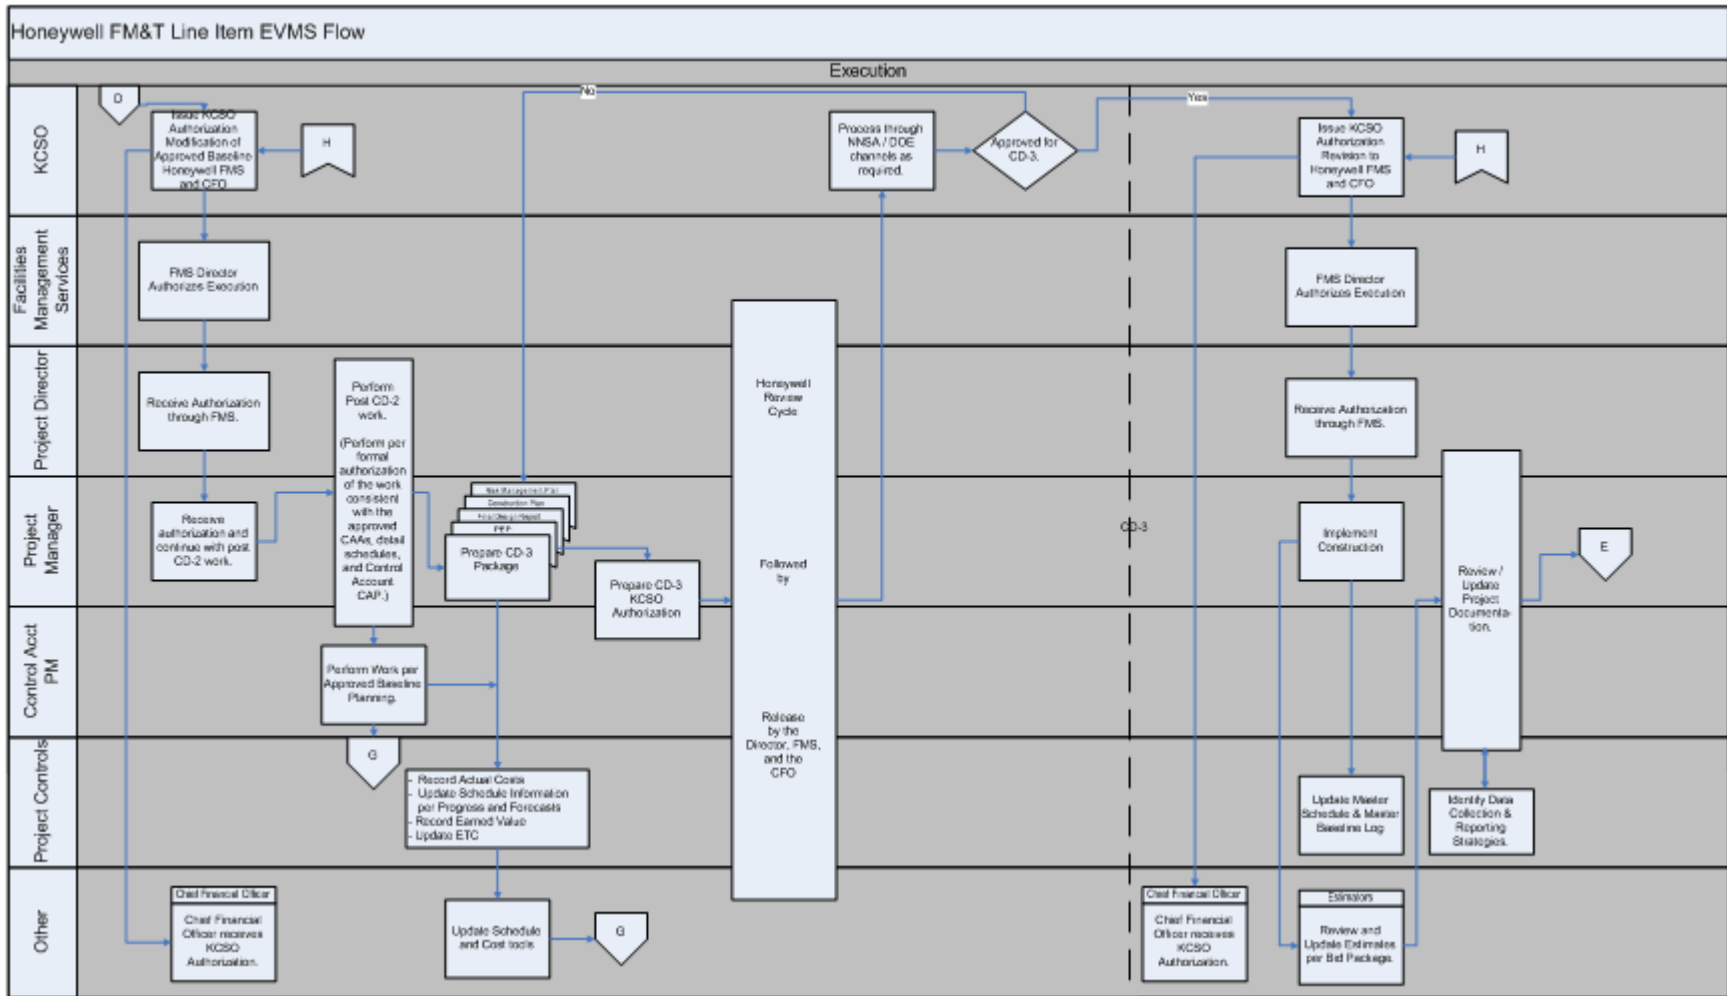 Honeywell FM&T Line Item EVMS Flow
Execution
KCSO
D
Issue KCSO
Authorization
Modification of
Approved Baseline
Honeywell FMS
and CFO
H
No
Process through
NNSA / DOE
channels as
required.
Approved for
CD-3.
Yes
Issue KCSO
Authorization
Revision to
Honeywell FMS
and CFO
H
Facilities
Management
Services
FMS Director
Authorizes Execution
FMS Director
Authorizes Execution
Project Director
Receive Authorization
through FMS.
Perform
Post CD-2
work.
(Perform per
formal
authorization
of the work
consistent
with the
approved
CAAs, detail
schedules,
and Control
Account
CAP.)
Honeywell
Review
Cycle
Followed
by
Release
by the
Director, FMS,
and the
CFO
Receive Authorization
through FMS.
Project
Manager
Receive
authorization and
continue with post
CD-2 work.
Risk Management Plan
Construction Plan
Final Design Report
PEP
Prepare CD-3
Package
Prepare CD-3
KCSO
Authorization
CD-3
Implement
Construction
Review /
Update
Project
Documenta-
tion.
E
Control Acct
PM
Perform Work per
Approved Baseline
Planning.
Project Controls
G
- Record Actual Costs
- Update Schedule Information
per Progress and Forecasts
- Record Earned Value
- Update ETC
Update Master
Schedule & Master
Baseline Log
Identify Data
Collection &
Reporting
Strategies.
Other
Chief Financial Officer
Chief Financial
Officer receives
KCSO
Authorization.
Update Schedule
and Cost tools
G
Chief Financial Officer
Chief Financial
Officer receives
KCSO
Authorization.
Estimators
Review and
Update Estimates
per Bid Package.